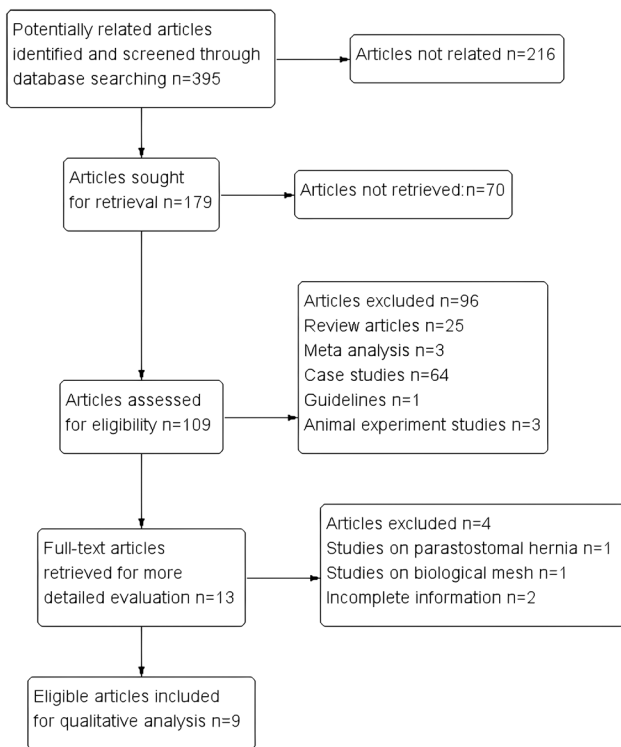 Potentially related articles
identified and screened through
database searching n=395
Articles not related n=216
Articles sought
for retrieval n=179
Articles not retrieved:n=70
Articles excluded n=96
Review articles n=25
Meta analysis n=3
Case studies n=64
Guidelines n=1
Animal experiment studies n=3
Articles assessed
for eligibility n=109
Full-text articles
retrieved for more
detailed evaluation n=13
Articles excluded n=4
Studies on parastostomal hernia n=1
Studies on biological mesh n=1
Incomplete information n=2
Eligible articles included
for qualitative analysis n=9